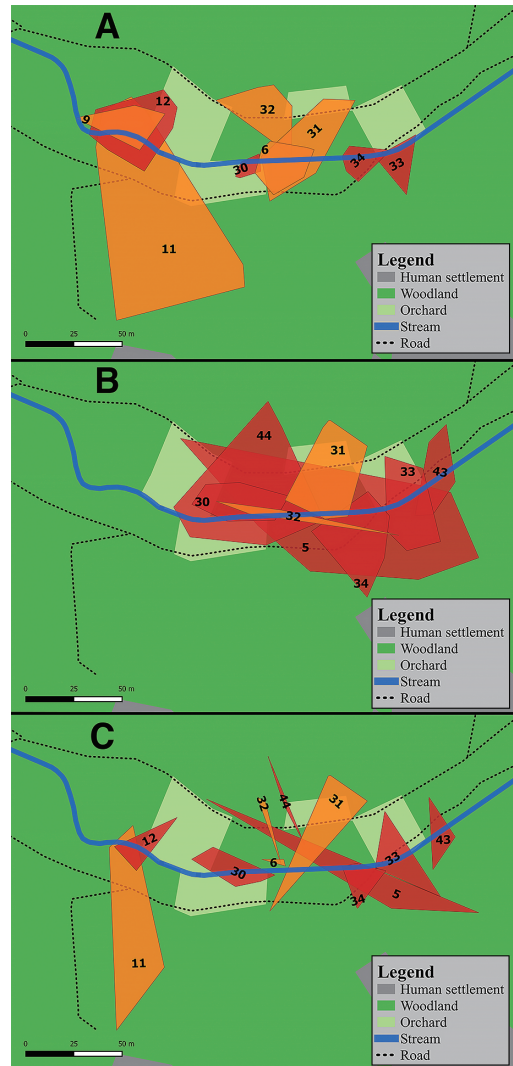 A
12
9
32
31
6
30
34
33
11
Legend
Human settlement
Woodland
Orchard
Stream
Road
0 25 50 m
B
44
31
33
43
30
32
5
34
Legend
Human settlement
Woodland
Orchard
Stream
Road
0 25 50 m
C
32
44
31
12
43
33
6
30
34
5
11
Legend
Human settlement
Woodland
Orchard
Stream
Road
0 25 50 m